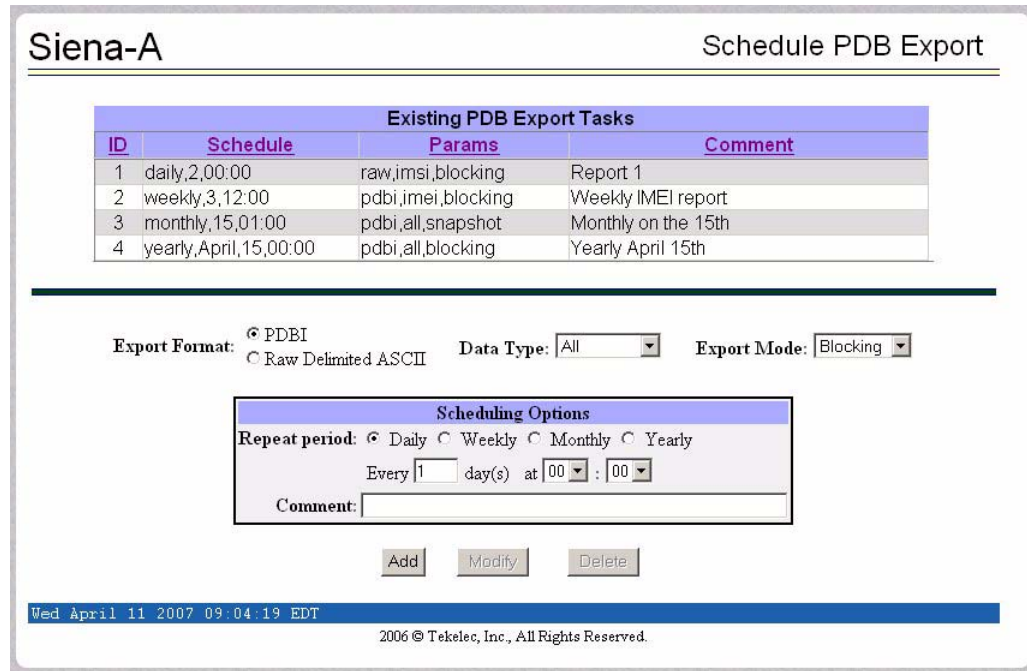 Siena-A
Schedule PDB Export
Existing PDB Export Tasks
ID Schedule Params Comment
1 daily,2,00:00 raw,imsi,blocking Report 1
2 weekly,3,12:00 pdbi,imei,blocking Weekly IMEI report
3 monthly,15,01:00 pdbi,all,snapshot Monthly on the 15th
4 yearly,April,15,00:00 pdbi,all,blocking Yearly April 15th
Export Format: PDBI
Raw Delimited ASCII
Data Type: All
Export Mode: Blocking
Scheduling Options
Repeat period: Daily Weekly Monthly Yearly
Every 1 day(s) at 00 : 00
Comment:
Add Modify Delete
Wed April 11 2007 09:04:19 EDT
2006 © Tekelec, Inc., All Rights Reserved.